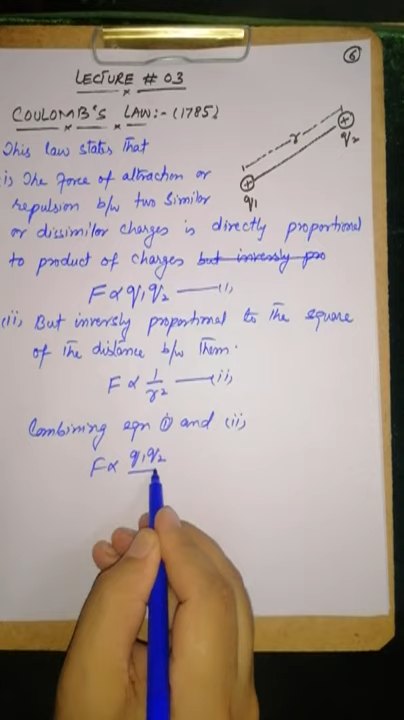 6
LECTURE # 03
COULOMB'S LAW:- (1785)
r
q2
q1
This law states That
i) The force of attraction or
repulsion b/w two similar
or dissimilar charges is directly proportional
to product of charges but inversly pro
F ∝ q1q2 —— (i)
(ii) But inversly proportional to The square
of The distance b/w Them.
F ∝ 1/r2 —— (ii)
Combining eqn (i) and (ii)
F ∝ q1q2